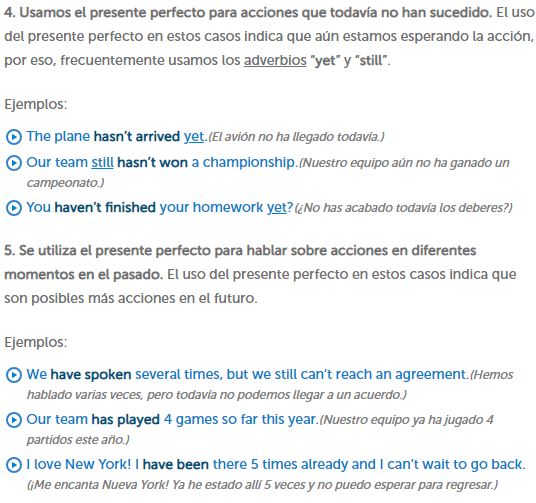 4. Usamos el presente perfecto para acciones que todavía no han sucedido. El uso
del presente perfecto en estos casos indica que aún estamos esperando la acción,
por eso, frecuentemente usamos los adverbios “yet” y “still”.
Ejemplos:
The plane hasn’t arrived yet.(El avión no ha llegado todavía.)
Our team still hasn’t won a championship.(Nuestro equipo aún no ha ganado un
campeonato.)
You haven’t finished your homework yet?(¿No has acabado todavía los deberes?)
5. Se utiliza el presente perfecto para hablar sobre acciones en diferentes
momentos en el pasado. El uso del presente perfecto en estos casos indica que
son posibles más acciones en el futuro.
Ejemplos:
We have spoken several times, but we still can’t reach an agreement.(Hemos
hablado varias veces, pero todavía no podemos llegar a un acuerdo.)
Our team has played 4 games so far this year.(Nuestro equipo ya ha jugado 4
partidos este año.)
I love New York! I have been there 5 times already and I can’t wait to go back.
(¡Me encanta Nueva York! Ya he estado allí 5 veces y no puedo esperar para regresar.)